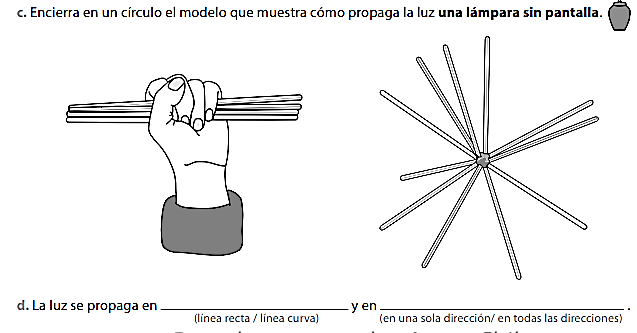 c. Encierra en un círculo el modelo que muestra cómo propaga la luz una lámpara sin pantalla.
d. La luz se propaga en ______ y en ______.
(línea recta / línea curva) (en una sola dirección/ en todas las direcciones)